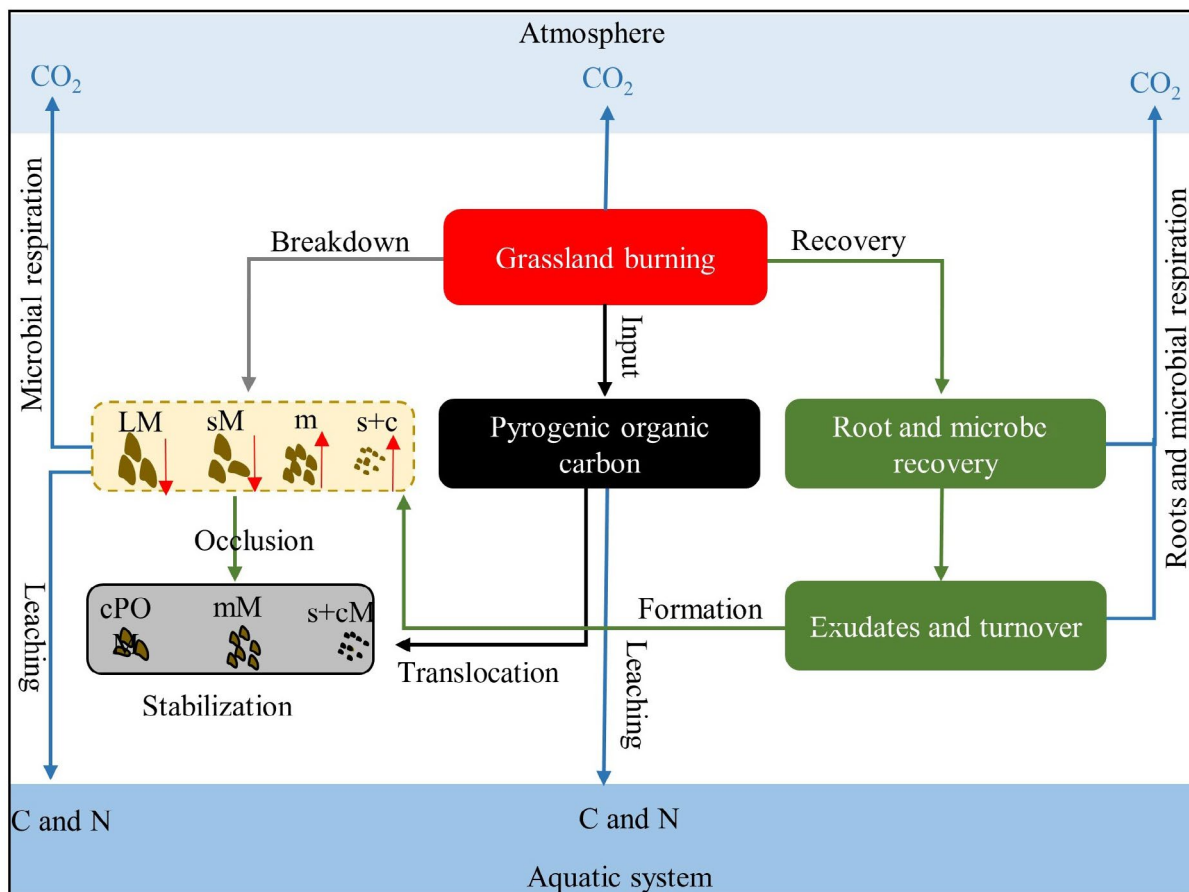 Atmosphere
CO₂
CO₂
CO₂
Microbial respiration
Roots and microbial respiration
Grassland burning
Breakdown
Recovery
Input
LM
sM
m
s+c
Pyrogenic organic
carbon
Root and microbe
recovery
Occlusion
Leaching
cPO
M
mM
s+cM
Formation
Exudates and turnover
Translocation
Leaching
Stabilization
C and N
C and N
Aquatic system